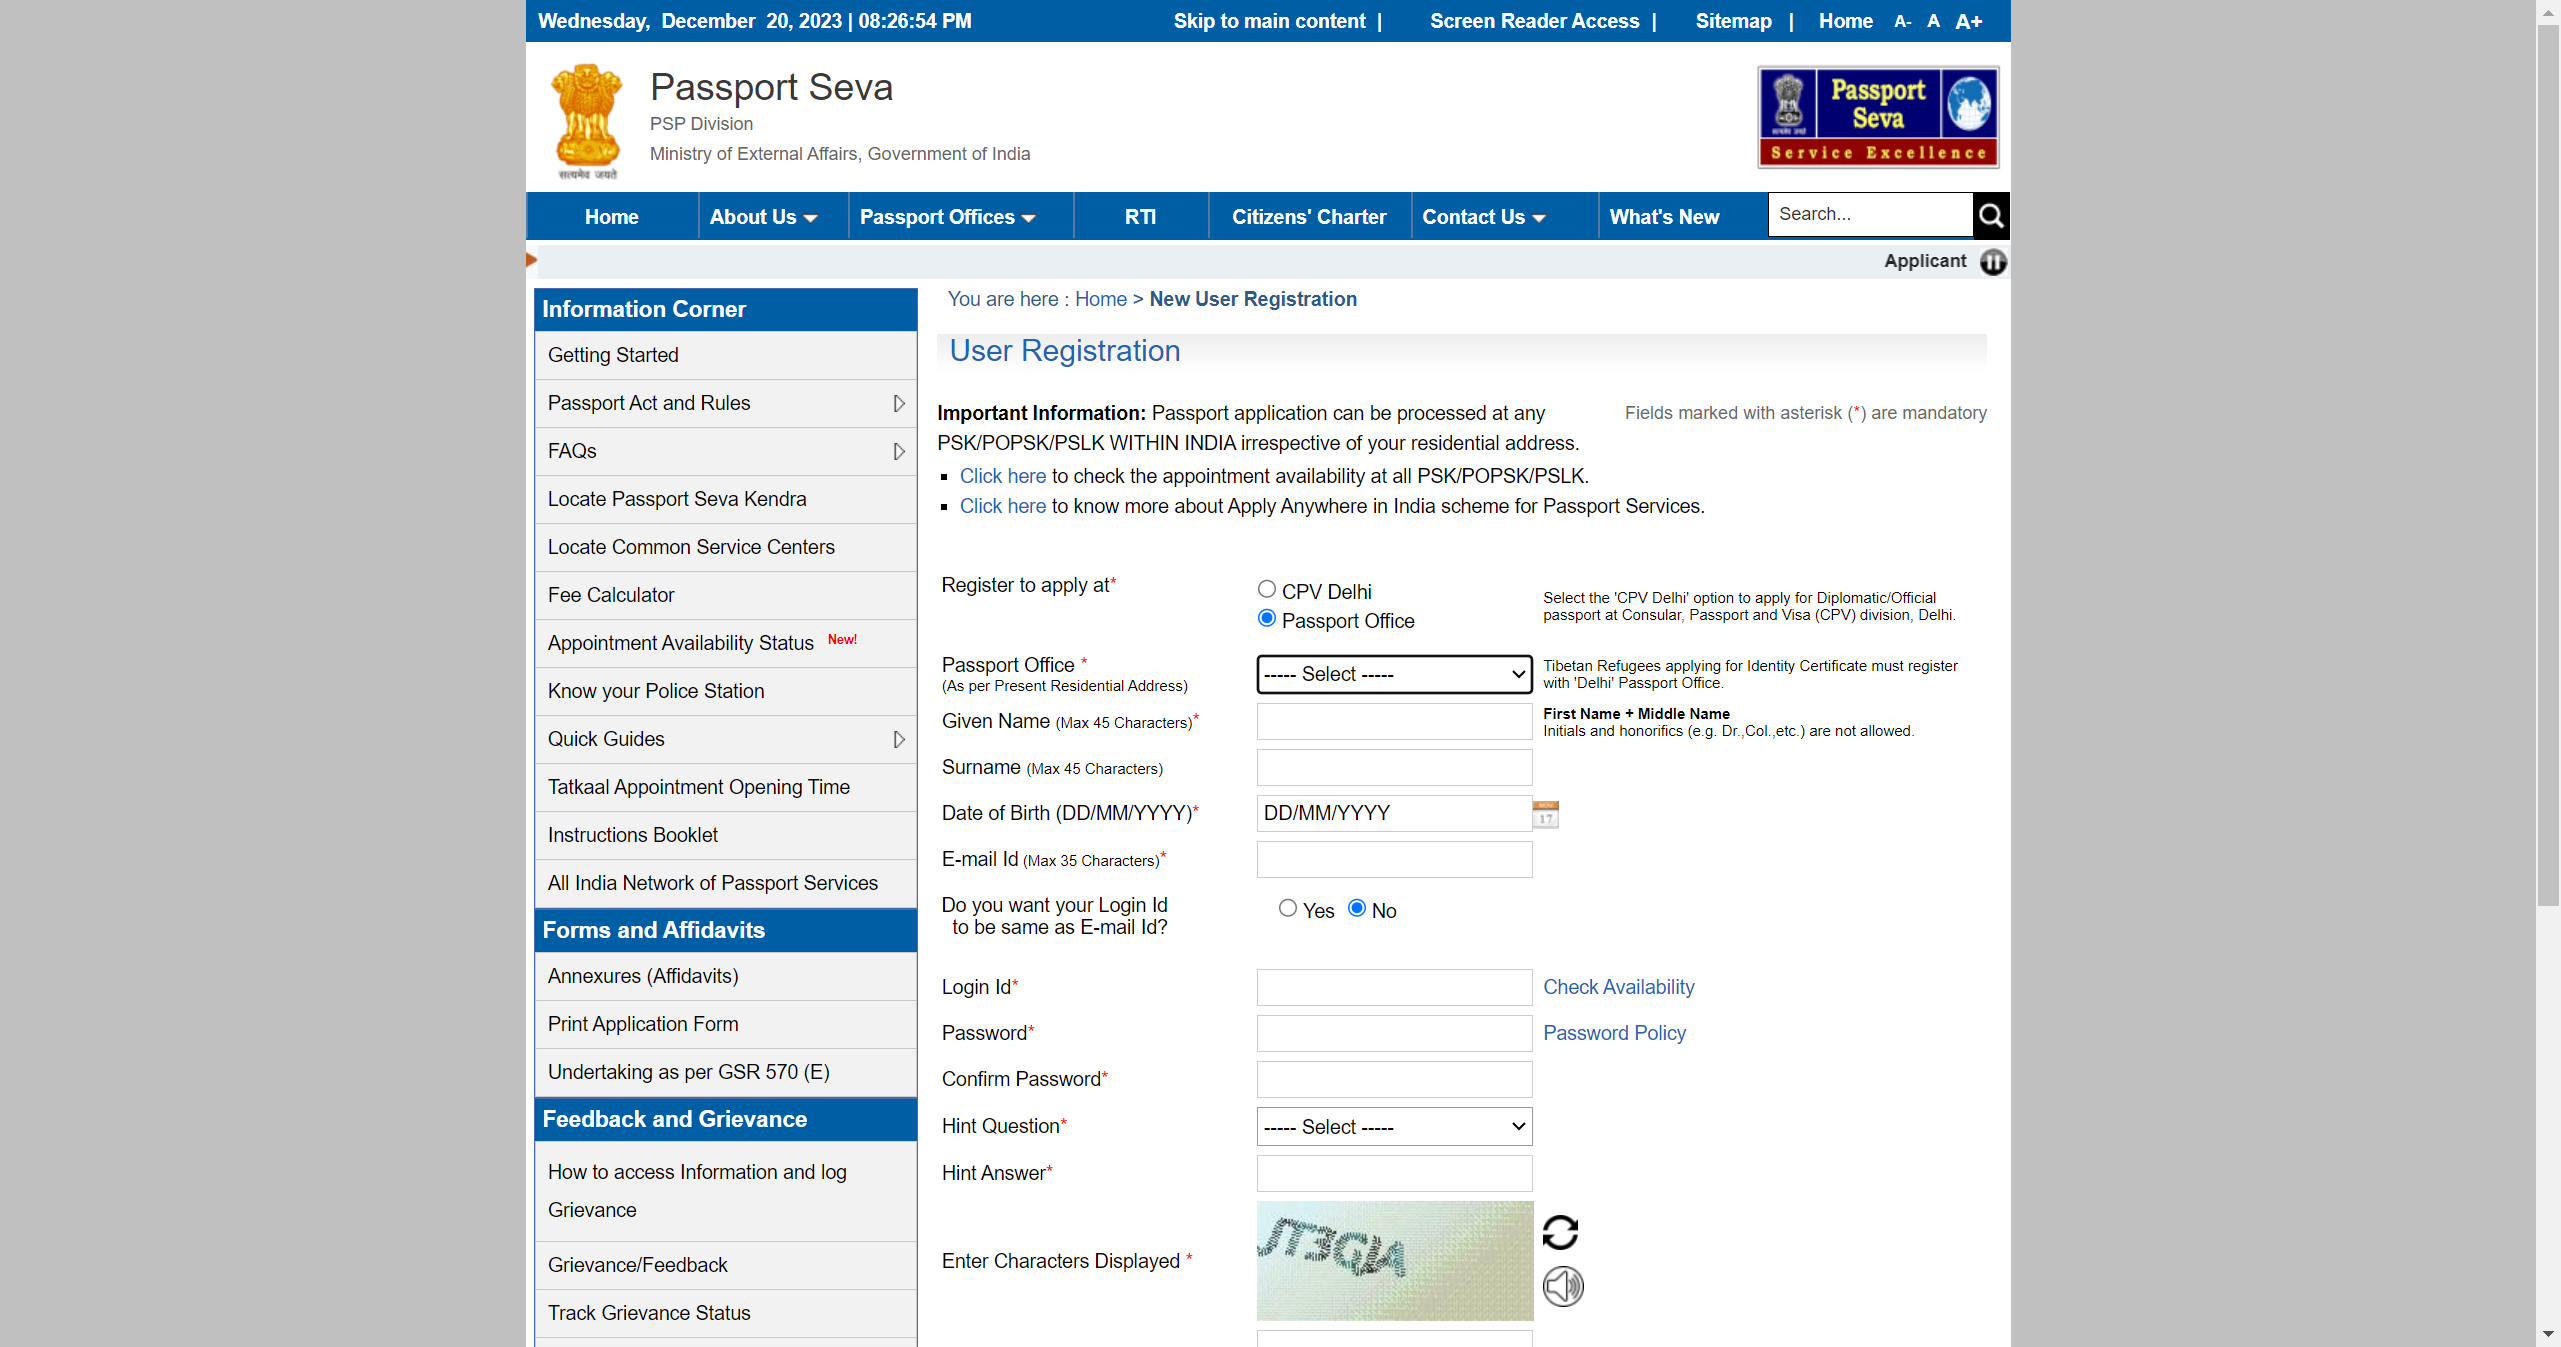 Wednesday, December 20, 2023 | 08:26:54 PM
Skip to main content |
Screen Reader Access |
Sitemap |
Home
A- A A+
सत्यमेव जयते
Passport Seva
PSP Division
Ministry of External Affairs, Government of India
Passport
Seva
Service Excellence
Home
About Us
Passport Offices
RTI
Citizens' Charter
Contact Us
What's New
Search...
Applicant
Information Corner
Getting Started
Passport Act and Rules
FAQs
Locate Passport Seva Kendra
Locate Common Service Centers
Fee Calculator
Appointment Availability Status New!
Know your Police Station
Quick Guides
Tatkaal Appointment Opening Time
Instructions Booklet
All India Network of Passport Services
Forms and Affidavits
Annexures (Affidavits)
Print Application Form
Undertaking as per GSR 570 (E)
Feedback and Grievance
How to access Information and log
Grievance
Grievance/Feedback
Track Grievance Status
You are here : Home > New User Registration
User Registration
Important Information: Passport application can be processed at any
PSK/POPSK/PSLK WITHIN INDIA irrespective of your residential address.
Fields marked with asterisk (*) are mandatory
Click here to check the appointment availability at all PSK/POPSK/PSLK.
Click here to know more about Apply Anywhere in India scheme for Passport Services.
Register to apply at*
CPV Delhi
Passport Office
Select the 'CPV Delhi' option to apply for Diplomatic/Official
passport at Consular, Passport and Visa (CPV) division, Delhi.
Passport Office *
(As per Present Residential Address)
----- Select -----
Tibetan Refugees applying for Identity Certificate must register
with 'Delhi' Passport Office.
Given Name (Max 45 Characters)*
First Name + Middle Name
Initials and honorifics (e.g. Dr.,Col.,etc.) are not allowed.
Surname (Max 45 Characters)
Date of Birth (DD/MM/YYYY)*
DD/MM/YYYY
NOV
17
E-mail Id (Max 35 Characters)*
Do you want your Login Id
to be same as E-mail Id?
Yes
No
Login Id*
Check Availability
Password*
Password Policy
Confirm Password*
Hint Question*
----- Select -----
Hint Answer*
Enter Characters Displayed *